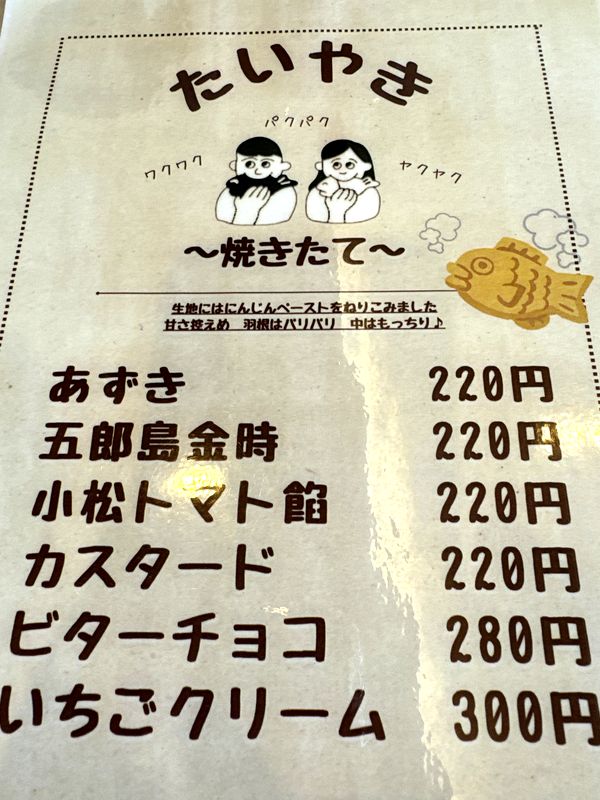 たいやき
パクパク
ワクワク
ヤクヤク
～焼きたて～
生地にはにんじんペーストをねりこみました
甘さ控えめ　羽根はパリパリ　中はもっちり♪
あずき 220円
五郎島金時 220円
小松トマト餡 220円
カスタード 220円
ビターチョコ 280円
いちごクリーム 300円